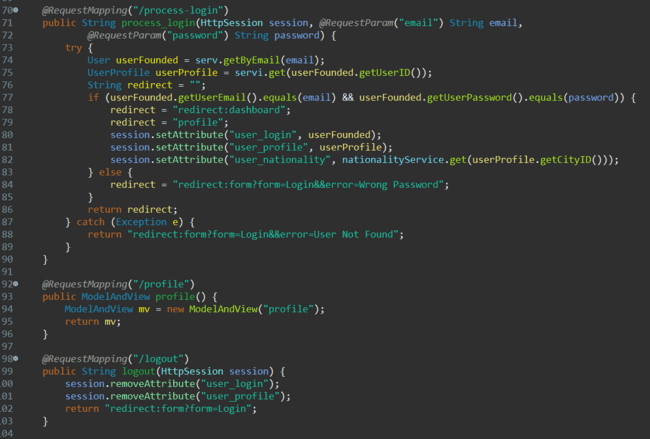 70 @RequestMapping("/process-login")
71 public String process_login(HttpSession session, @RequestParam("email") String email,
72 @RequestParam("password") String password) {
73 try {
74 User userFounded = serv.getByEmail(email);
75 UserProfile userProfile = servi.get(userFounded.getUserID());
76 String redirect = "";
77 if (userFounded.getUserEmail().equals(email) && userFounded.getUserPassword().equals(password)) {
78 redirect = "redirect:dashboard";
79 redirect = "profile";
80 session.setAttribute("user_login", userFounded);
81 session.setAttribute("user_profile", userProfile);
82 session.setAttribute("user_nationality", nationalityService.get(userProfile.getCityID()));
83 } else {
84 redirect = "redirect:form?form=Login&&error=Wrong Password";
85 }
86 return redirect;
87 } catch (Exception e) {
88 return "redirect:form?form=Login&&error=User Not Found";
89 }
90 }
91
92 @RequestMapping("/profile")
93 public ModelAndView profile() {
94 ModelAndView mv = new ModelAndView("profile");
95 return mv;
96 }
97
98 @RequestMapping("/logout")
99 public String logout(HttpSession session) {
100 session.removeAttribute("user_login");
101 session.removeAttribute("user_profile");
102 return "redirect:form?form=Login";
103 }
104